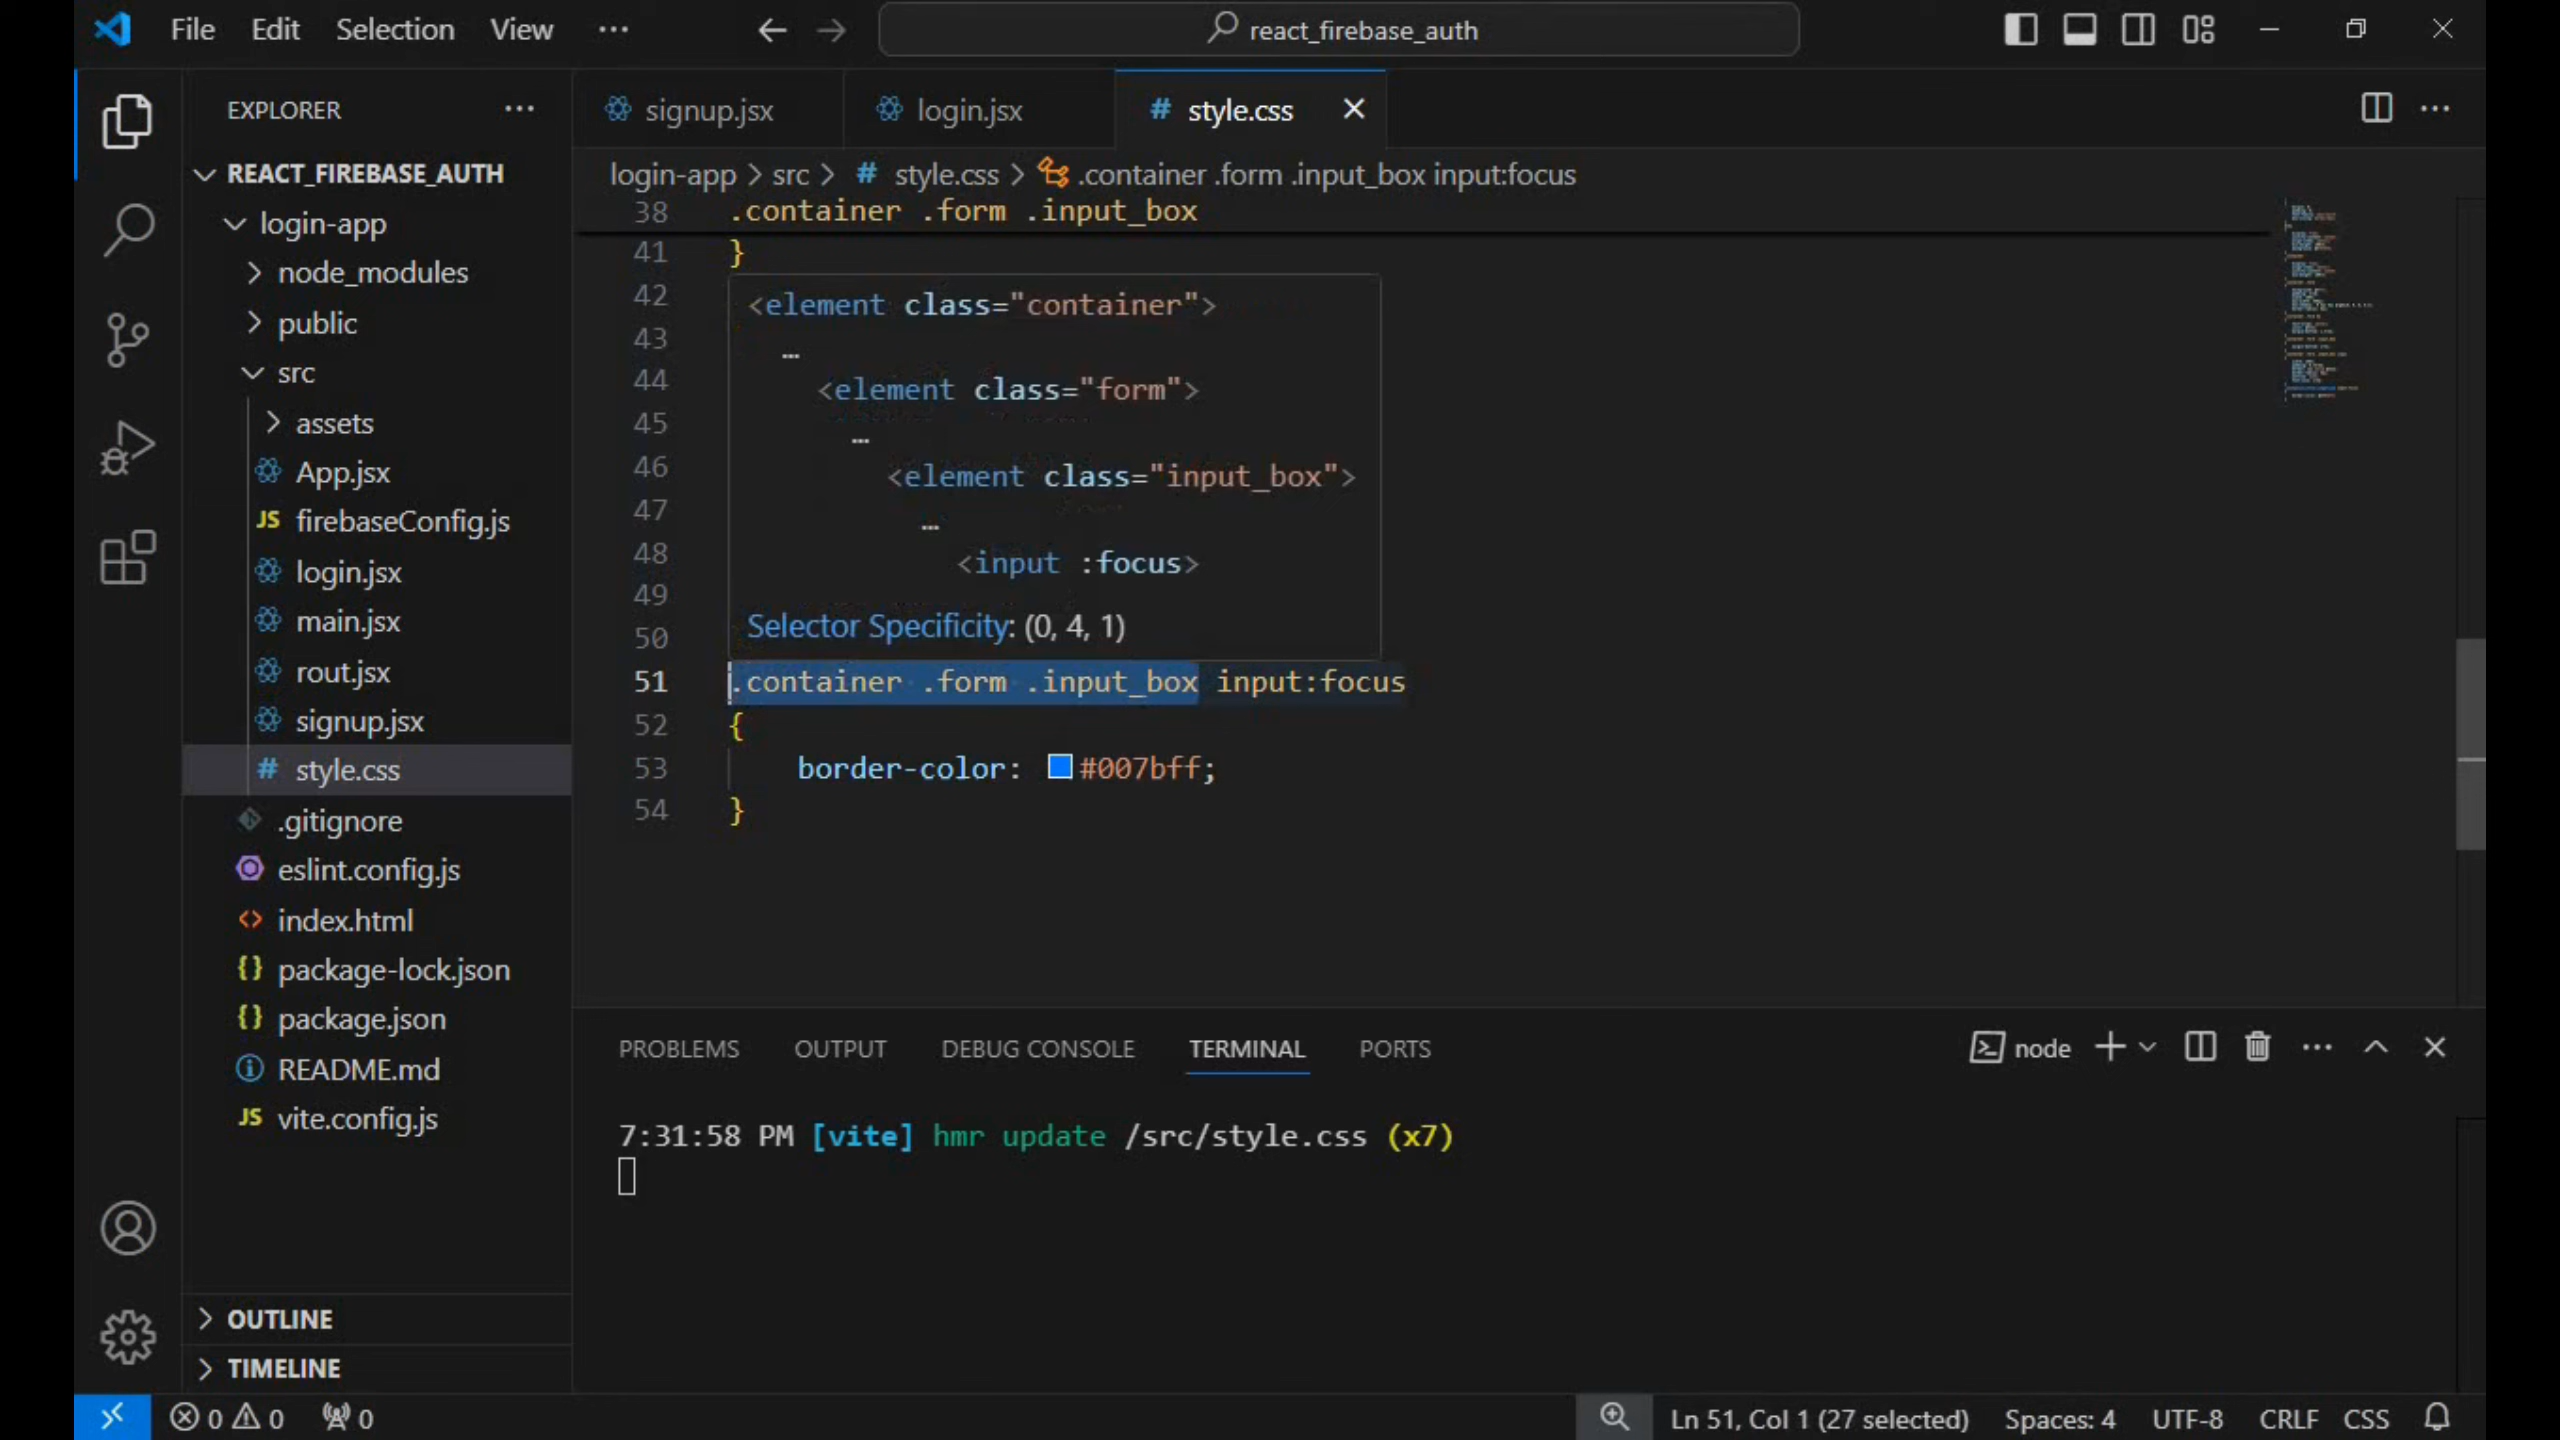 File Edit Selection View ··· react_firebase_auth
EXPLORER ···
REACT_FIREBASE_AUTH
login-app
node_modules
public
src
assets
App.jsx
JS firebaseConfig.js
login.jsx
main.jsx
rout.jsx
signup.jsx
# style.css
.gitignore
eslint.config.js
<> index.html
{} package-lock.json
{} package.json
README.md
JS vite.config.js
OUTLINE
TIMELINE
signup.jsx login.jsx # style.css
login-app > src > # style.css > .container .form .input_box input:focus
38 .container .form .input_box
41 }
42 <element class="container">
43 …
44 <element class="form">
45 …
46 <element class="input_box">
47 …
48 <input :focus>
49
50 Selector Specificity: (0, 4, 1)
51 .container .form .input_box input:focus
52 {
53 border-color: #007bff;
54 }
PROBLEMS OUTPUT DEBUG CONSOLE TERMINAL PORTS node
7:31:58 PM [vite] hmr update /src/style.css (x7)
0 0 0 Ln 51, Col 1 (27 selected) Spaces: 4 UTF-8 CRLF CSS